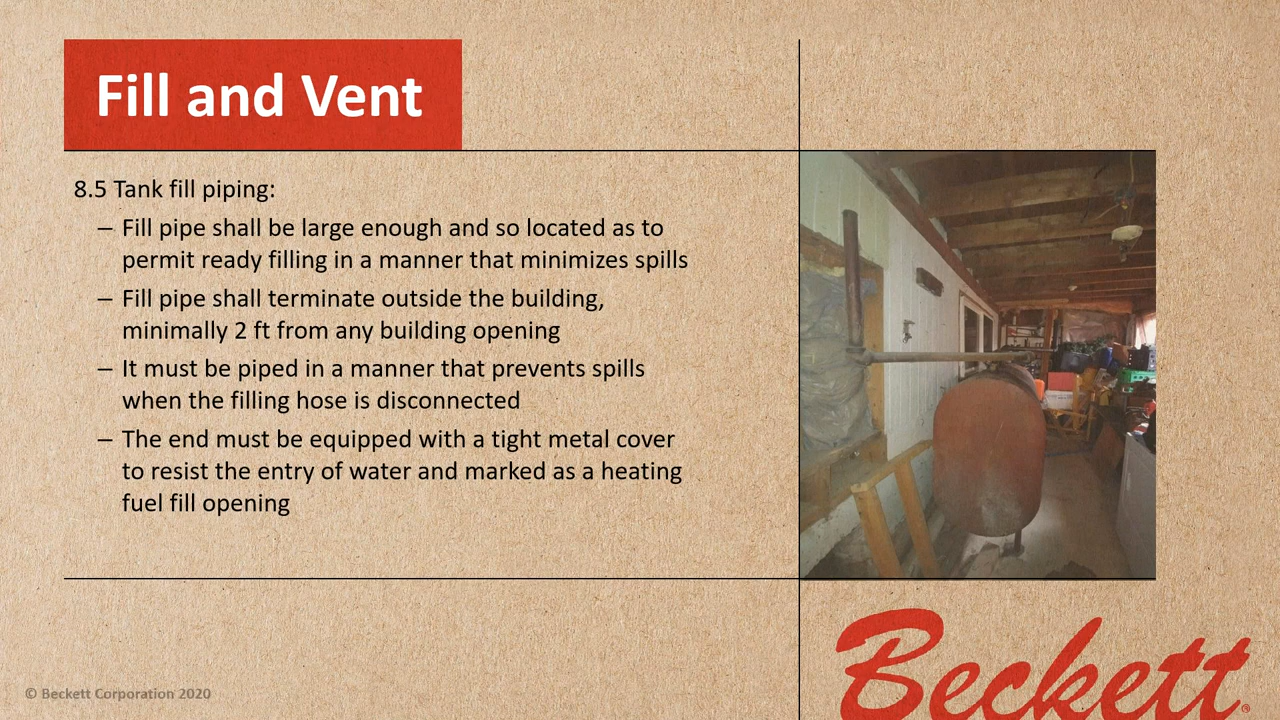 Fill and Vent
8.5 Tank fill piping:
– Fill pipe shall be large enough and so located as to
permit ready filling in a manner that minimizes spills
– Fill pipe shall terminate outside the building,
minimally 2 ft from any building opening
– It must be piped in a manner that prevents spills
when the filling hose is disconnected
– The end must be equipped with a tight metal cover
to resist the entry of water and marked as a heating
fuel fill opening
© Beckett Corporation 2020
Beckett®